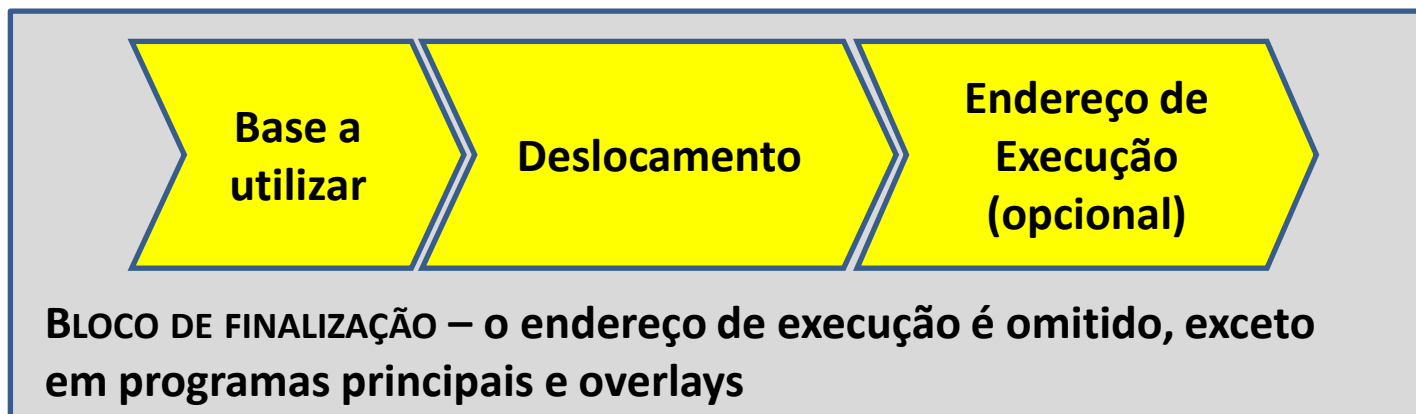 Base a
utilizar
Deslocamento
Endereço de
Execução
(opcional)
BLOCO DE FINALIZAÇÃO – o endereço de execução é omitido, exceto
em programas principais e overlays